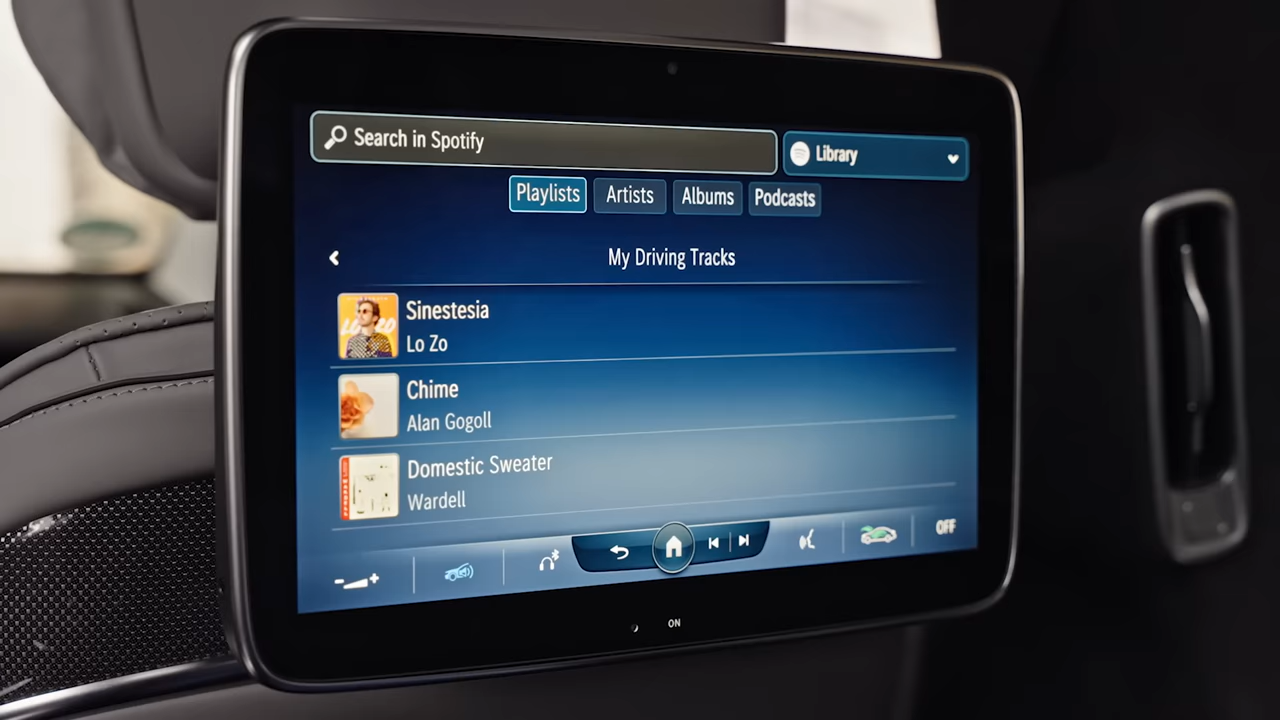 Search in Spotify
Library
Playlists
Artists
Albums
Podcasts
My Driving Tracks
Sinestesia
Lo Zo
Chime
Alan Gogoll
Domestic Sweater
Wardell
OFF
ON